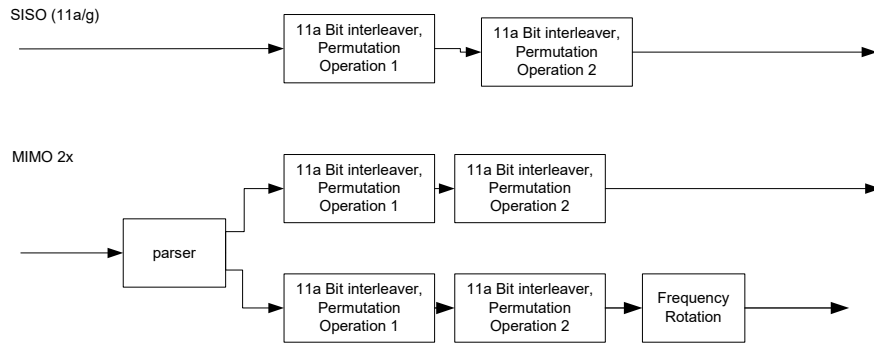 SISO (11a/g)
11a Bit interleaver,
Permutation
Operation 1
11a Bit interleaver,
Permutation
Operation 2
MIMO 2x
parser
11a Bit interleaver,
Permutation
Operation 1
11a Bit interleaver,
Permutation
Operation 2
11a Bit interleaver,
Permutation
Operation 1
11a Bit interleaver,
Permutation
Operation 2
Frequency
Rotation